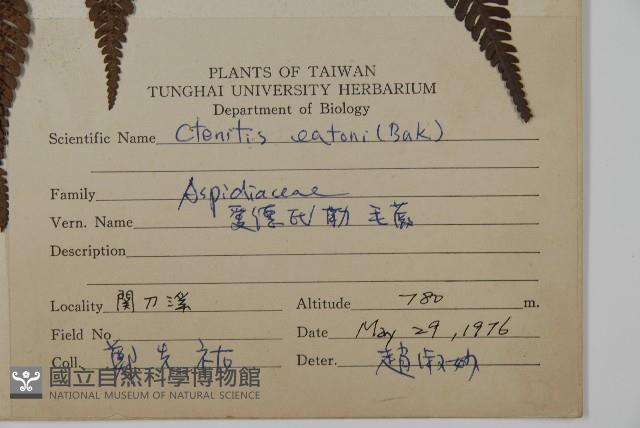 PLANTS OF TAIWAN
TUNGHAI UNIVERSITY HERBARIUM
Department of Biology
Scientific Name Ctenitis eatoni (Bak.)
Family Aspidiaceae
Vern. Name 愛德氏勒毛蕨
Description
Locality 関刀溪 Altitude 780 m.
Field No. Date May 29, 1976
Coll. 鄭先祐 Deter. 趙淑妙
國立自然科學博物館
NATIONAL MUSEUM OF NATURAL SCIENCE